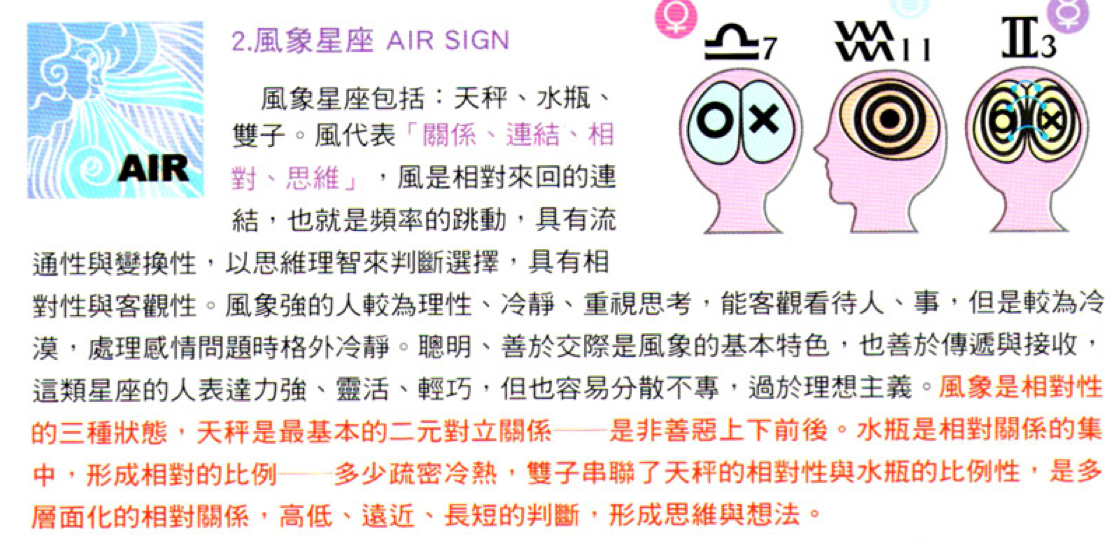 2.風象星座 AIR SIGN
風象星座包括：天秤、水瓶、
雙子。風代表「關係、連結、相
對、思維」，風是相對來回的連
結，也就是頻率的跳動，具有流
通性與變換性，以思維理智來判斷選擇，具有相
對性與客觀性。風象強的人較為理性、冷靜、重視思考，能客觀看待人、事，但是較為冷
漠，處理感情問題時格外冷靜。聰明、善於交際是風象的基本特色，也善於傳遞與接收，
這類星座的人表達力強、靈活、輕巧，但也容易分散不專，過於理想主義。風象是相對性
的三種狀態，天秤是最基本的二元對立關係——是非善惡上下前後。水瓶是相對關係的集
中，形成相對的比例——多少疏密冷熱，雙子串聯了天秤的相對性與水瓶的比例性，是多
層面化的相對關係，高低、遠近、長短的判斷，形成思維與想法。
AIR
♀
♎7
♒11
♊3
☿